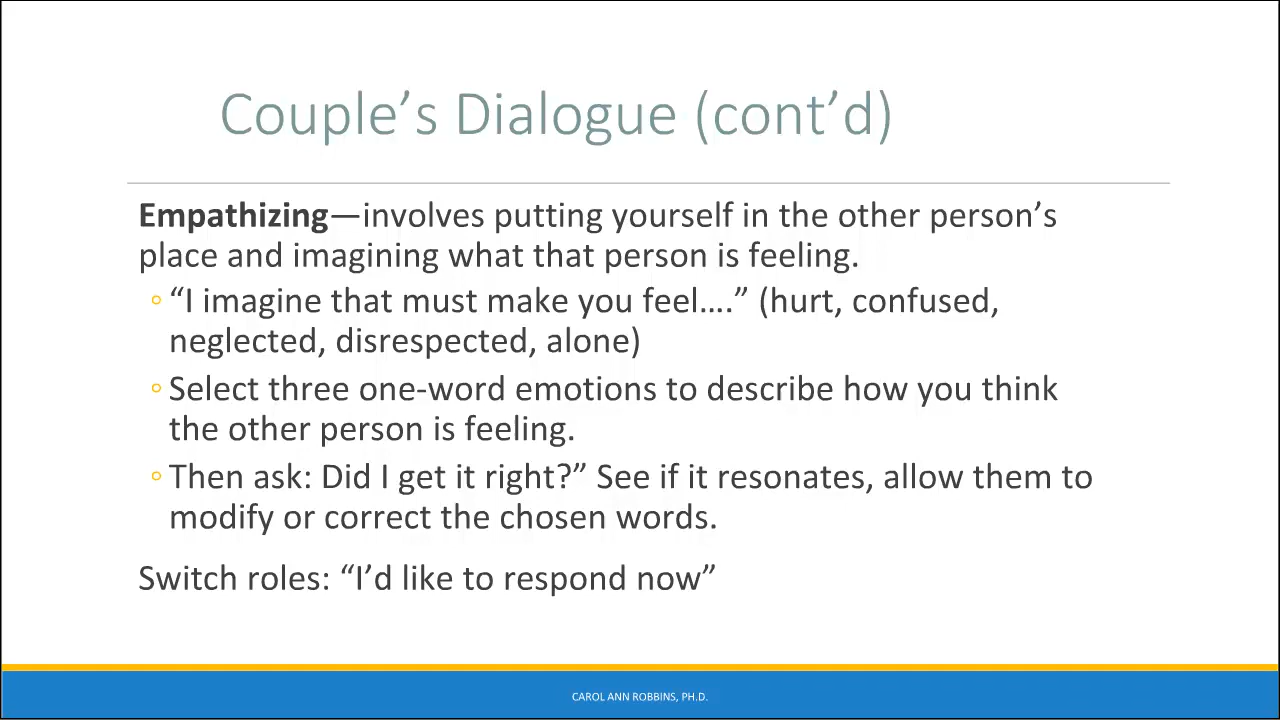 Couple’s Dialogue (cont’d)
Empathizing—involves putting yourself in the other person’s
place and imagining what that person is feeling.
◦ “I imagine that must make you feel….” (hurt, confused,
neglected, disrespected, alone)
◦ Select three one-word emotions to describe how you think
the other person is feeling.
◦ Then ask: Did I get it right?” See if it resonates, allow them to
modify or correct the chosen words.
Switch roles: “I’d like to respond now”
CAROL ANN ROBBINS, PH.D.